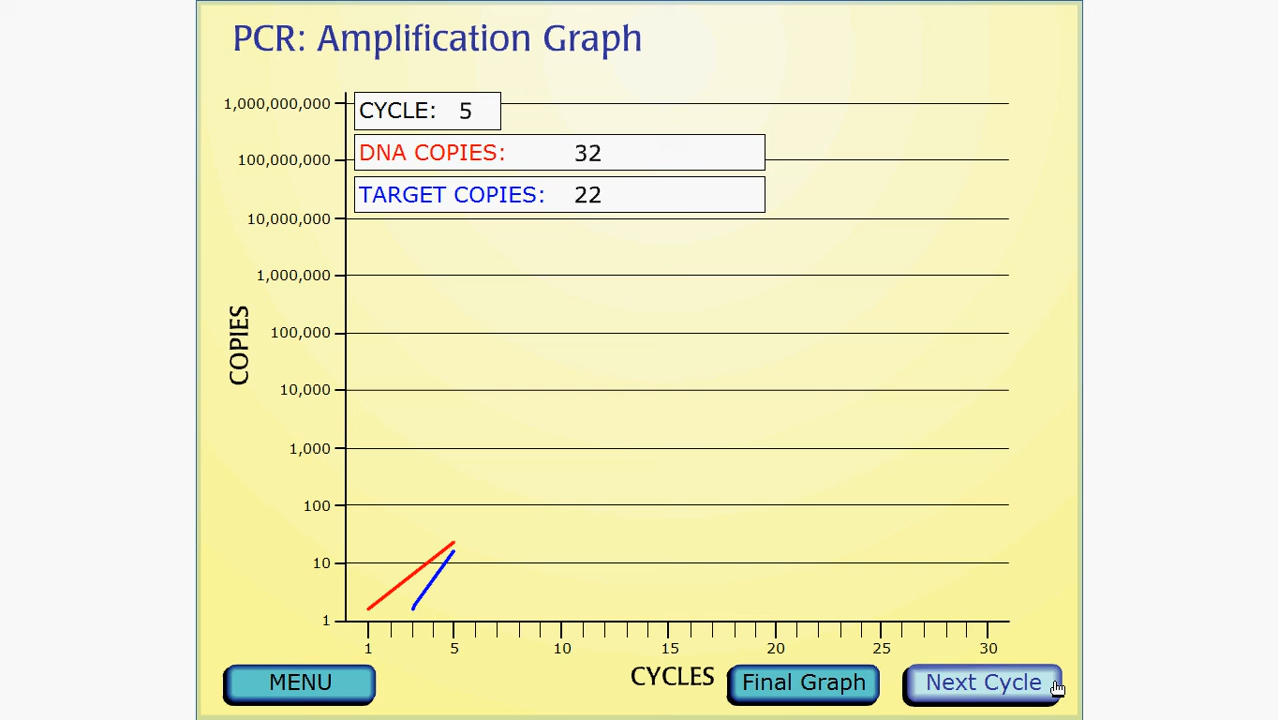 PCR: Amplification Graph
1,000,000,000
CYCLE: 5
100,000,000
DNA COPIES: 32
TARGET COPIES: 22
10,000,000
1,000,000
100,000
10,000
1,000
100
10
1
COPIES
1 5 10 15 20 25 30
CYCLES
MENU
Final Graph
Next Cycle